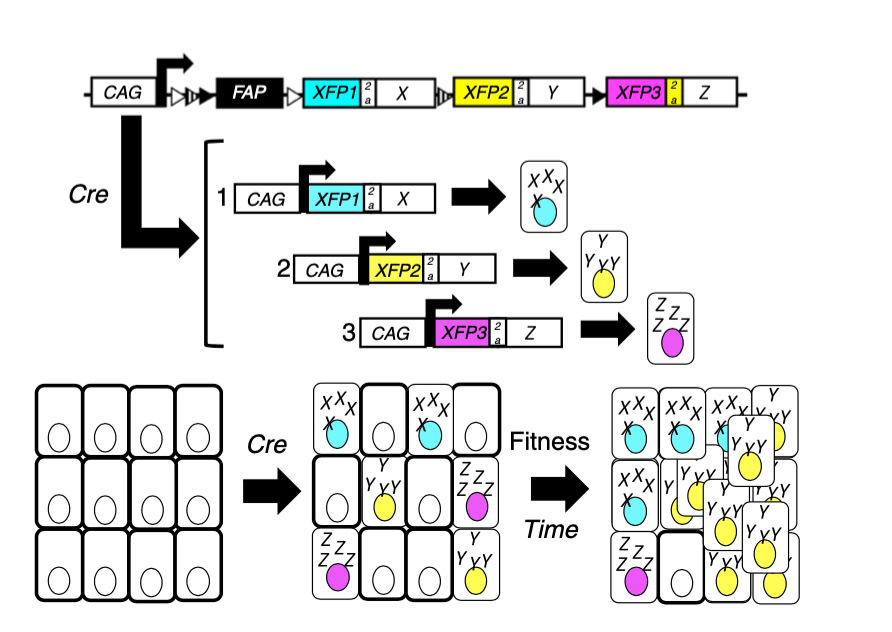 CAG FAP XFP1 2a X XFP2 2a Y XFP3 2a Z
Cre
1 CAG XFP1 2a X X X X X
2 CAG XFP2 2a Y Y Y Y Y
3 CAG XFP3 2a Z Z Z Z Z
Cre
Fitness
Time
X X X X X X X X
Y Y Y Y Z Z Z Z
Z Z Z Z Y Y Y Y
X X X X X X X X X X X Y Y Y Y
X X X X Y Y Y Y
Z Z Z Z Y Y Y Y